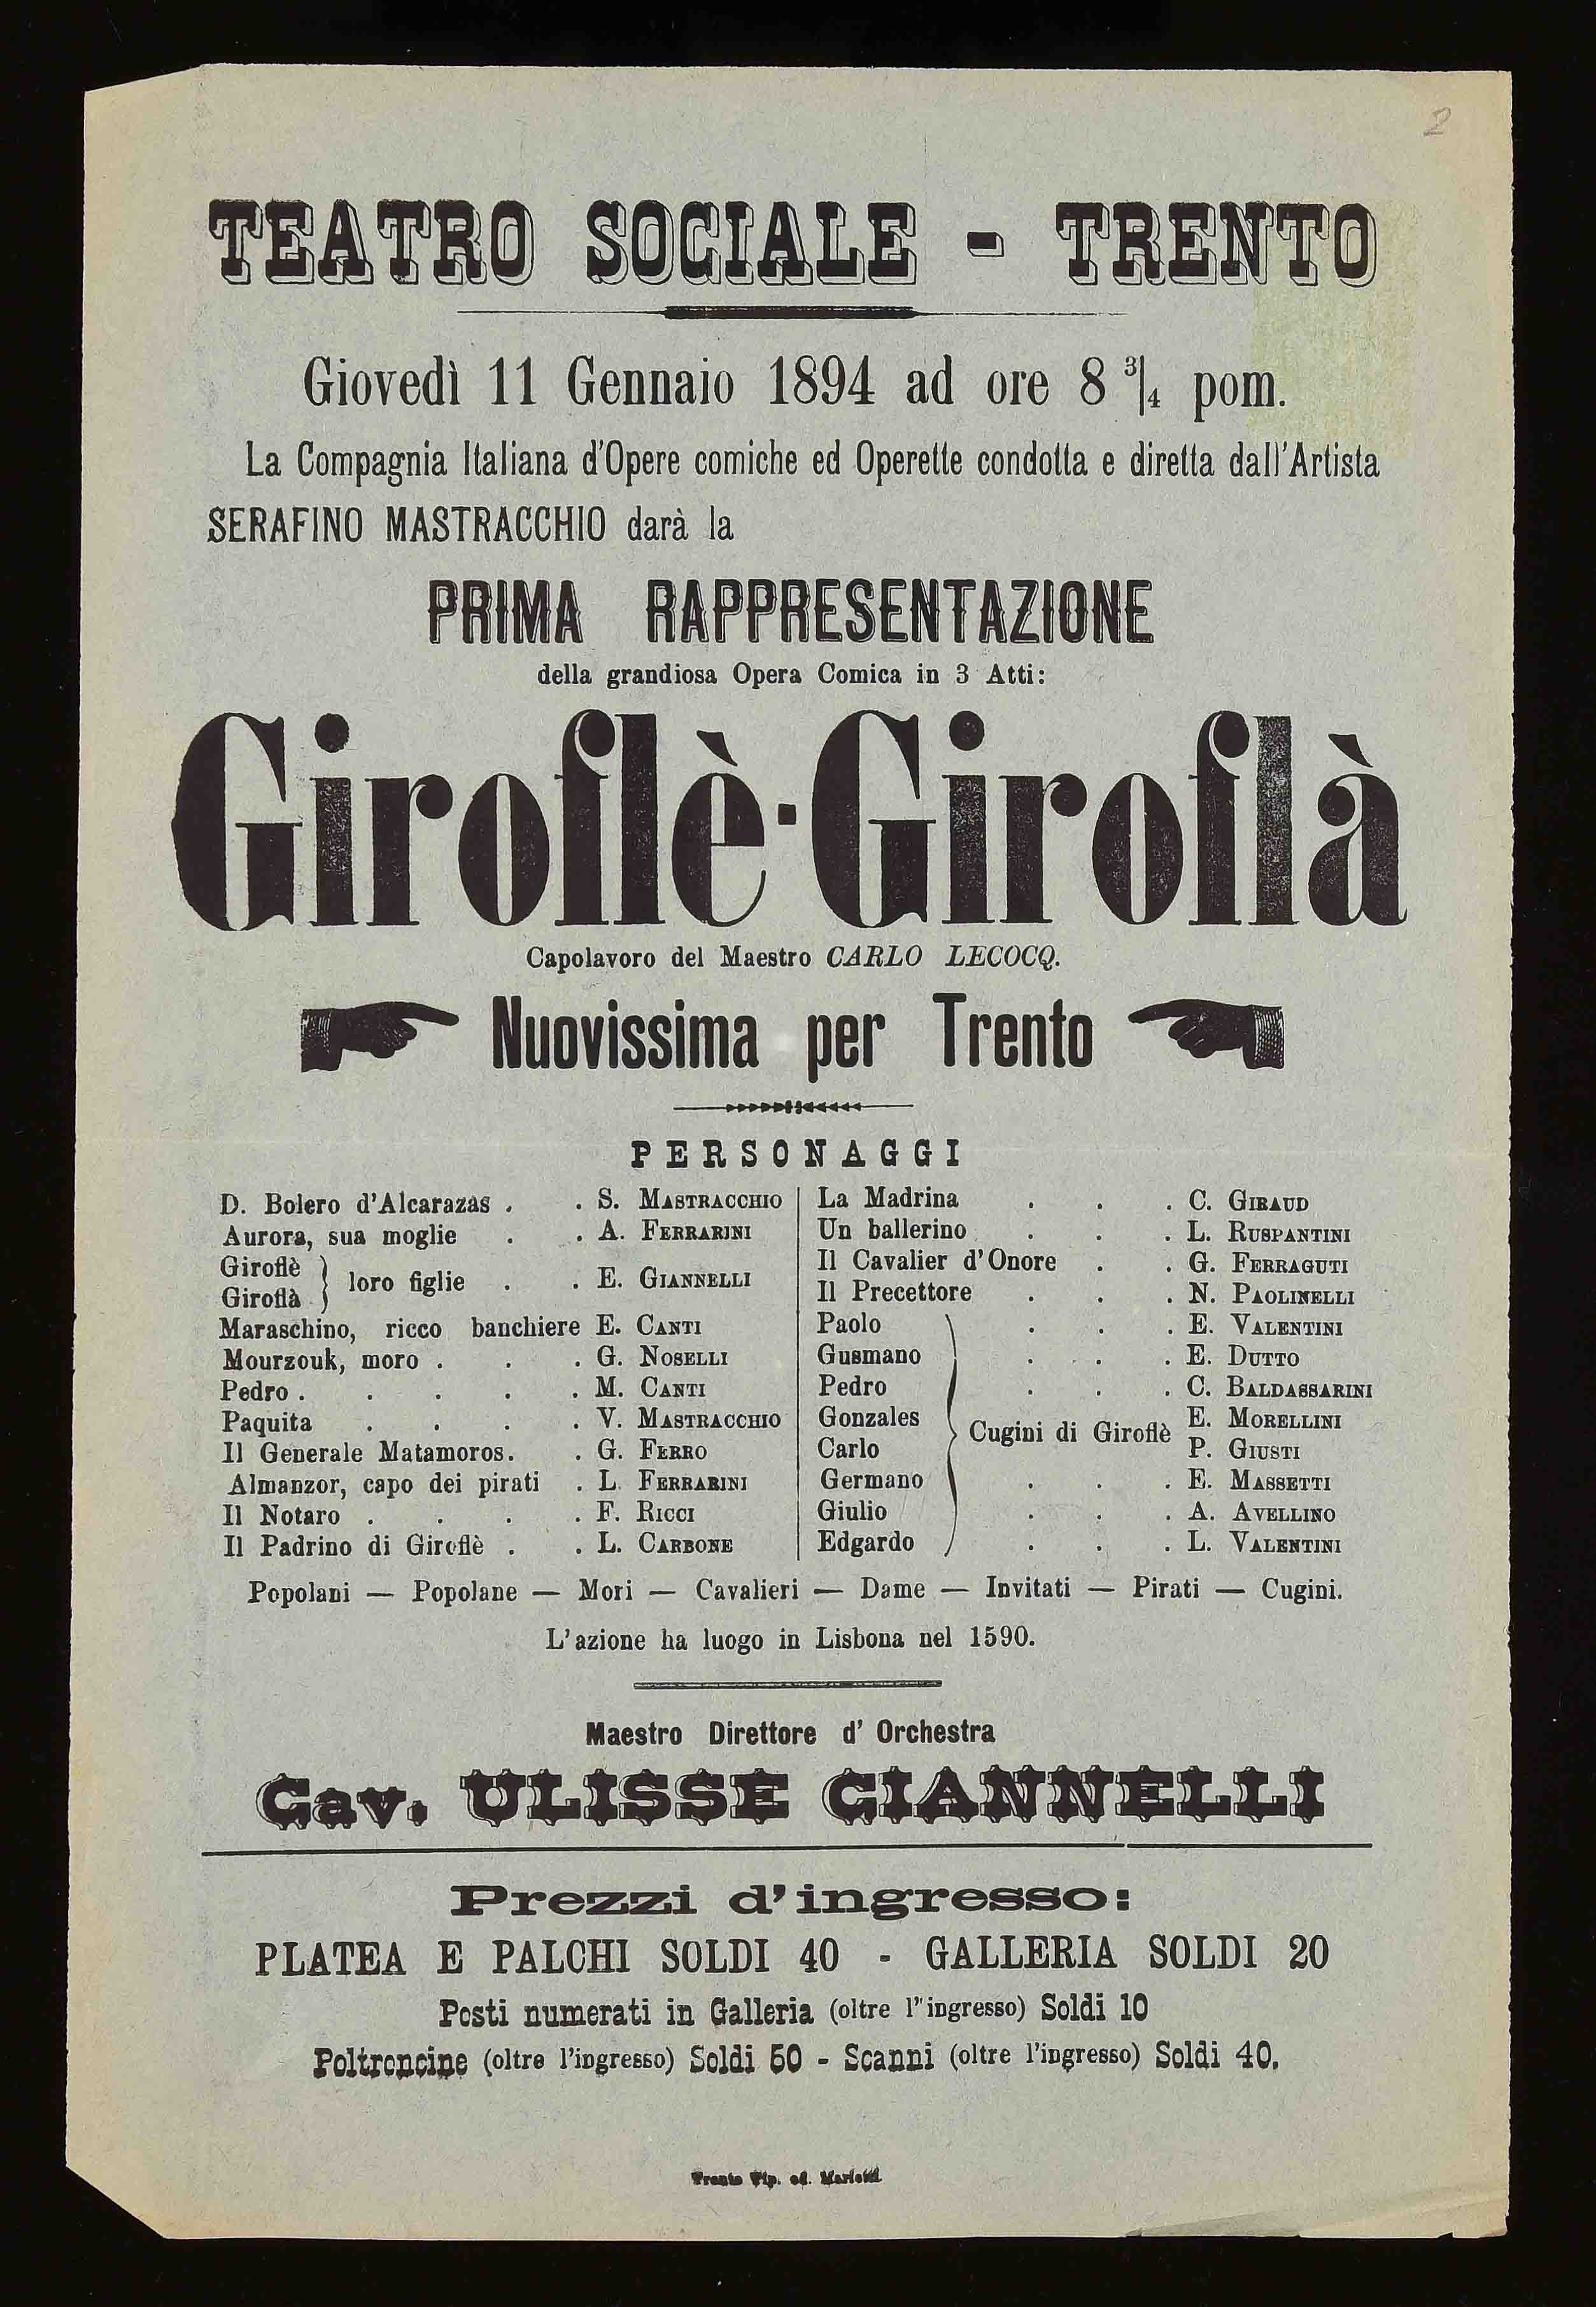 2
TEATRO SOCIALE - TRENTO
Giovedì 11 Gennaio 1894 ad ore 8 3/4 pom.
La Compagnia Italiana d'Opere comiche ed Operette condotta e diretta dall'Artista
SERAFINO MASTRACCHIO darà la
PRIMA RAPPRESENTAZIONE
della grandiosa Opera Comica in 3 Atti:
Giroflè-Giroflà
Capolavoro del Maestro CARLO LECOCQ.
Nuovissima per Trento
PERSONAGGI
D. Bolero d'Alcarazas . . S. MASTRACCHIO
Aurora, sua moglie . . A. FERRARINI
Giroflè
Giroflà } loro figlie . . E. GIANNELLI
Maraschino, ricco banchiere E. CANTI
Mourzouk, moro . . . G. NOSELLI
Pedro . . . . . M. CANTI
Paquita . . . . V. MASTRACCHIO
Il Generale Matamoros . . G. FERRO
Almanzor, capo dei pirati . L. FERRARINI
Il Notaro . . . . F. RICCI
Il Padrino di Giroflè . . L. CARBONE
La Madrina . . . C. GIRAUD
Un ballerino . . . L. RUSPANTINI
Il Cavalier d'Onore . . G. FERRAGUTI
Il Precettore . . . N. PAOLINELLI
Paolo . . . E. VALENTINI
Gusmano . . . E. DUTTO
Pedro . . . C. BALDASSARINI
Gonzales E. MORELLINI
Cugini di Giroflè
Carlo P. GIUSTI
Germano . . . E. MASSETTI
Giulio . . . A. AVELLINO
Edgardo . . . L. VALENTINI
Popolani — Popolane — Mori — Cavalieri — Dame — Invitati — Pirati — Cugini.
L'azione ha luogo in Lisbona nel 1590.
Maestro Direttore d' Orchestra
Cav. ULISSE GIANNELLI
Prezzi d'ingresso:
PLATEA E PALCHI SOLDI 40 - GALLERIA SOLDI 20
Posti numerati in Galleria (oltre l'ingresso) Soldi 10
Poltroncine (oltre l'ingresso) Soldi 60 - Scanni (oltre l'ingresso) Soldi 40.
Trento Tip. ed. Marietti